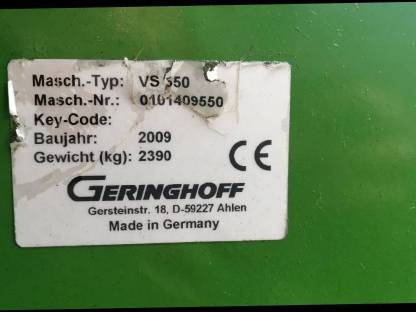 Masch.-Typ: VS
Masch.-Nr.: 0101409550
Key-Code:
Baujahr: 2009
Gewicht (kg): 2390
CE
GERINGHOFF
Gersteinstr. 18, D-59227 Ahlen
Made in Germany